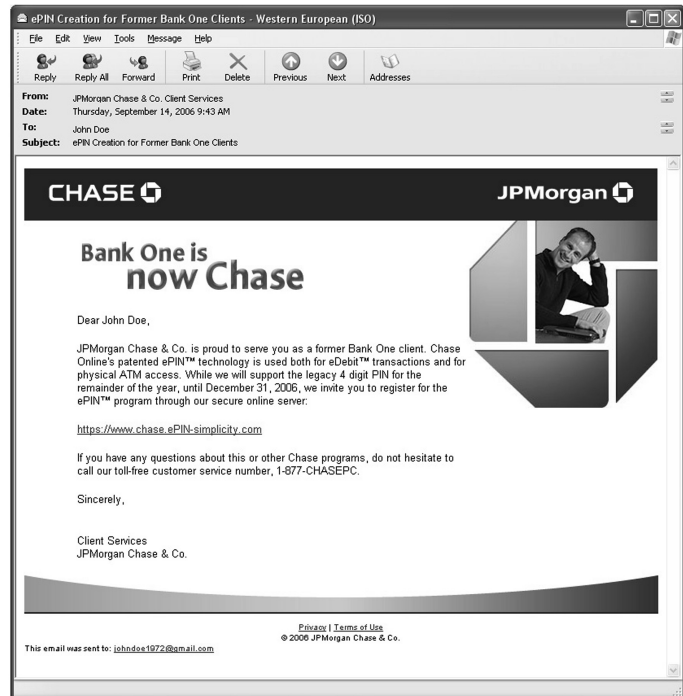 ePIN Creation for Former Bank One Clients - Western European (ISO)
File Edit View Tools Message Help
Reply Reply All Forward Print Delete Previous Next Addresses
From: JPMorgan Chase & Co. Client Services
Date: Thursday, September 14, 2006 9:43 AM
To: John Doe
Subject: ePIN Creation for Former Bank One Clients
CHASE JPMorgan
Bank One is
now Chase
Dear John Doe,
JPMorgan Chase & Co. is proud to serve you as a former Bank One client. Chase
Online's patented ePIN™ technology is used both for eDebit™ transactions and for
physical ATM access. While we will support the legacy 4 digit PIN for the
remainder of the year, until December 31, 2006, we invite you to register for the
ePIN™ program through our secure online server:
https://www.chase.ePIN-simplicity.com
If you have any questions about this or other Chase programs, do not hesitate to
call our toll-free customer service number, 1-877-CHASEPC.
Sincerely,
Client Services
JPMorgan Chase & Co.
Privacy | Terms of Use
© 2006 JPMorgan Chase & Co.
This email was sent to: johndoe1972@gmail.com